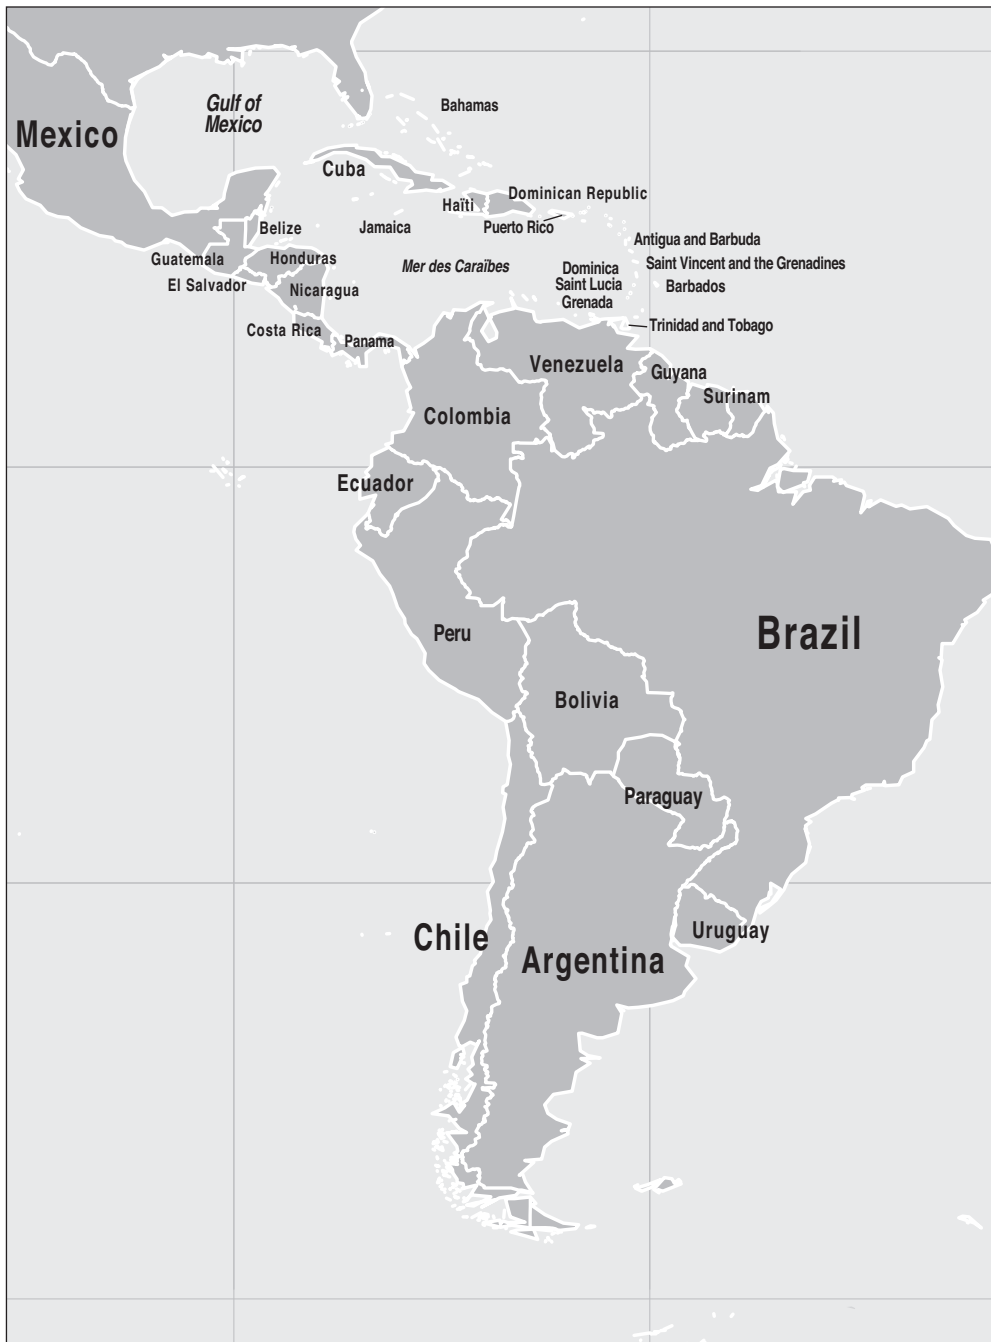 Gulf of
Mexico
Bahamas
Mexico
Cuba
Dominican Republic
Haïti
Belize
Jamaica
Puerto Rico
Antigua and Barbuda
Guatemala
Honduras
Mer des Caraïbes
Dominica
Saint Vincent and the Grenadines
El Salvador
Nicaragua
Saint Lucia
Barbados
Grenada
Costa Rica
Panama
Trinidad and Tobago
Venezuela
Guyana
Surinam
Colombia
Ecuador
Peru
Brazil
Bolivia
Paraguay
Chile
Uruguay
Argentina